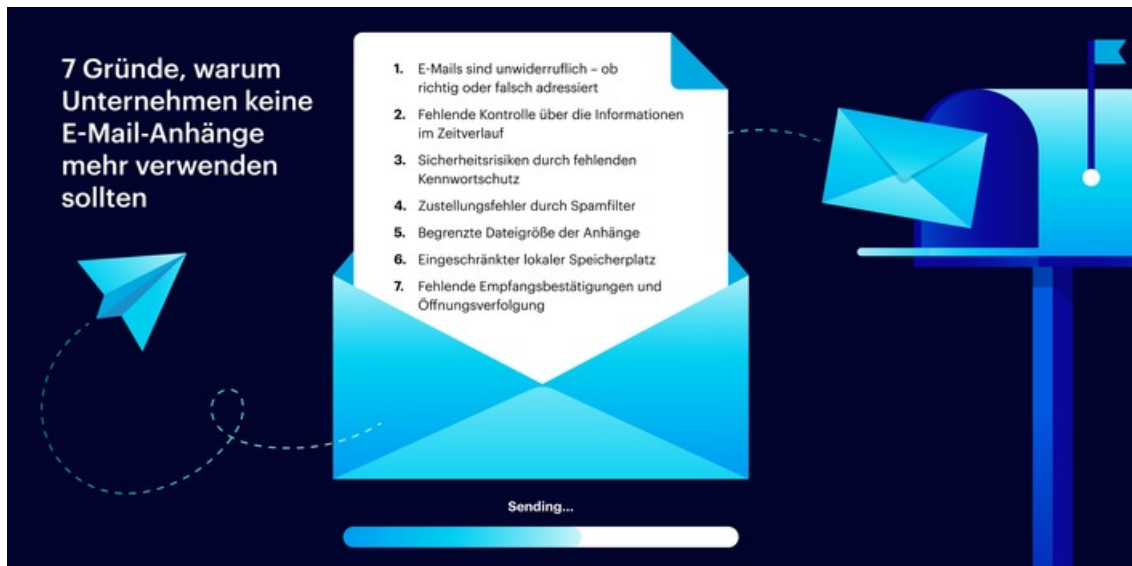 7 Gründe, warum
Unternehmen keine
E-Mail-Anhänge
mehr verwenden
sollten
1. E-Mails sind unwiderruflich – ob
richtig oder falsch adressiert
2. Fehlende Kontrolle über die Informationen
im Zeitverlauf
3. Sicherheitsrisiken durch fehlenden
Kennwortschutz
4. Zustellungsfehler durch Spamfilter
5. Begrenzte Dateigröße der Anhänge
6. Eingeschränkter lokaler Speicherplatz
7. Fehlende Empfangsbestätigungen und
Öffnungsverfolgung
Sending...